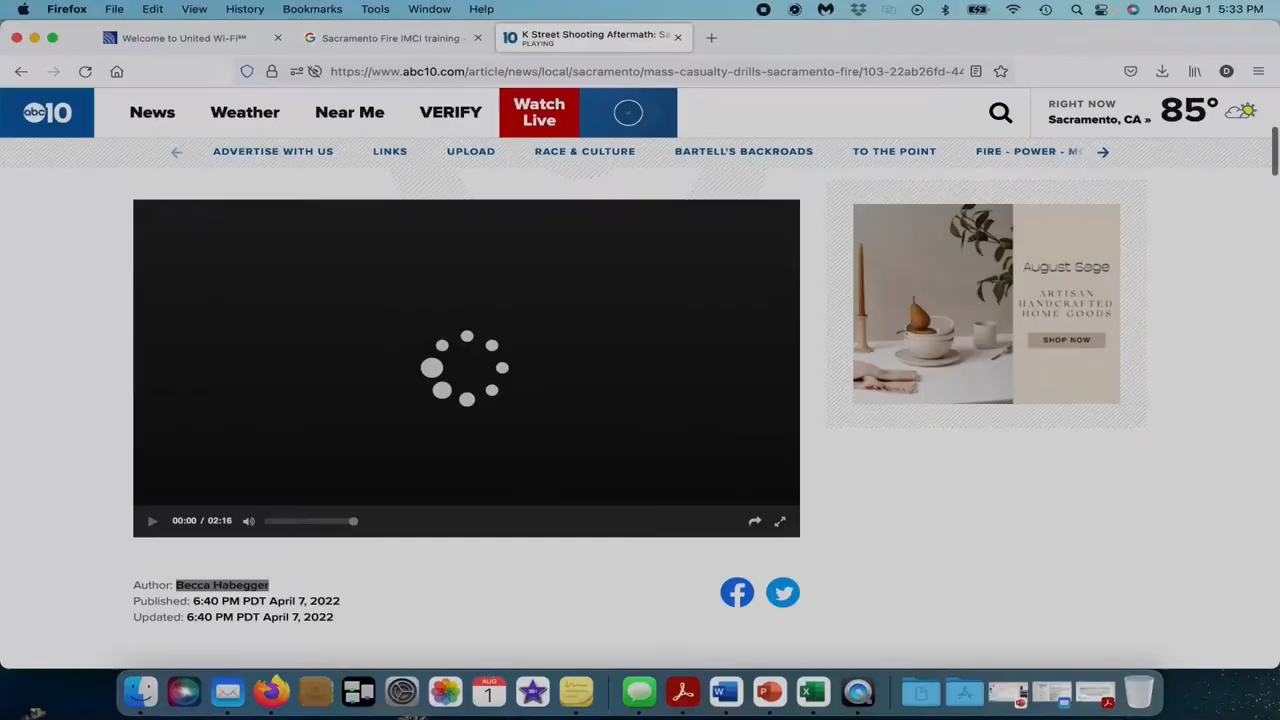 Firefox File Edit View History Bookmarks Tools Window Help Mon Aug 1 5:33 PM
Welcome to United Wi-Fi℠
Sacramento Fire iMCI training -
10 K Street Shooting Aftermath: Sa
PLAYING
https://www.abc10.com/article/news/local/sacramento/mass-casualty-drills-sacramento-fire/103-22ab26fd-44
D
abc10 News Weather Near Me VERIFY Watch Live
RIGHT NOW
Sacramento, CA »
85°
ADVERTISE WITH US LINKS UPLOAD RACE & CULTURE BARTELL'S BACKROADS TO THE POINT FIRE - POWER - M
August Sage
ARTISAN
HANDCRAFTED
HOME GOODS
SHOP NOW
00:00 / 02:16
Author: Becca Habegger
Published: 6:40 PM PDT April 7, 2022
Updated: 6:40 PM PDT April 7, 2022
AUG
1